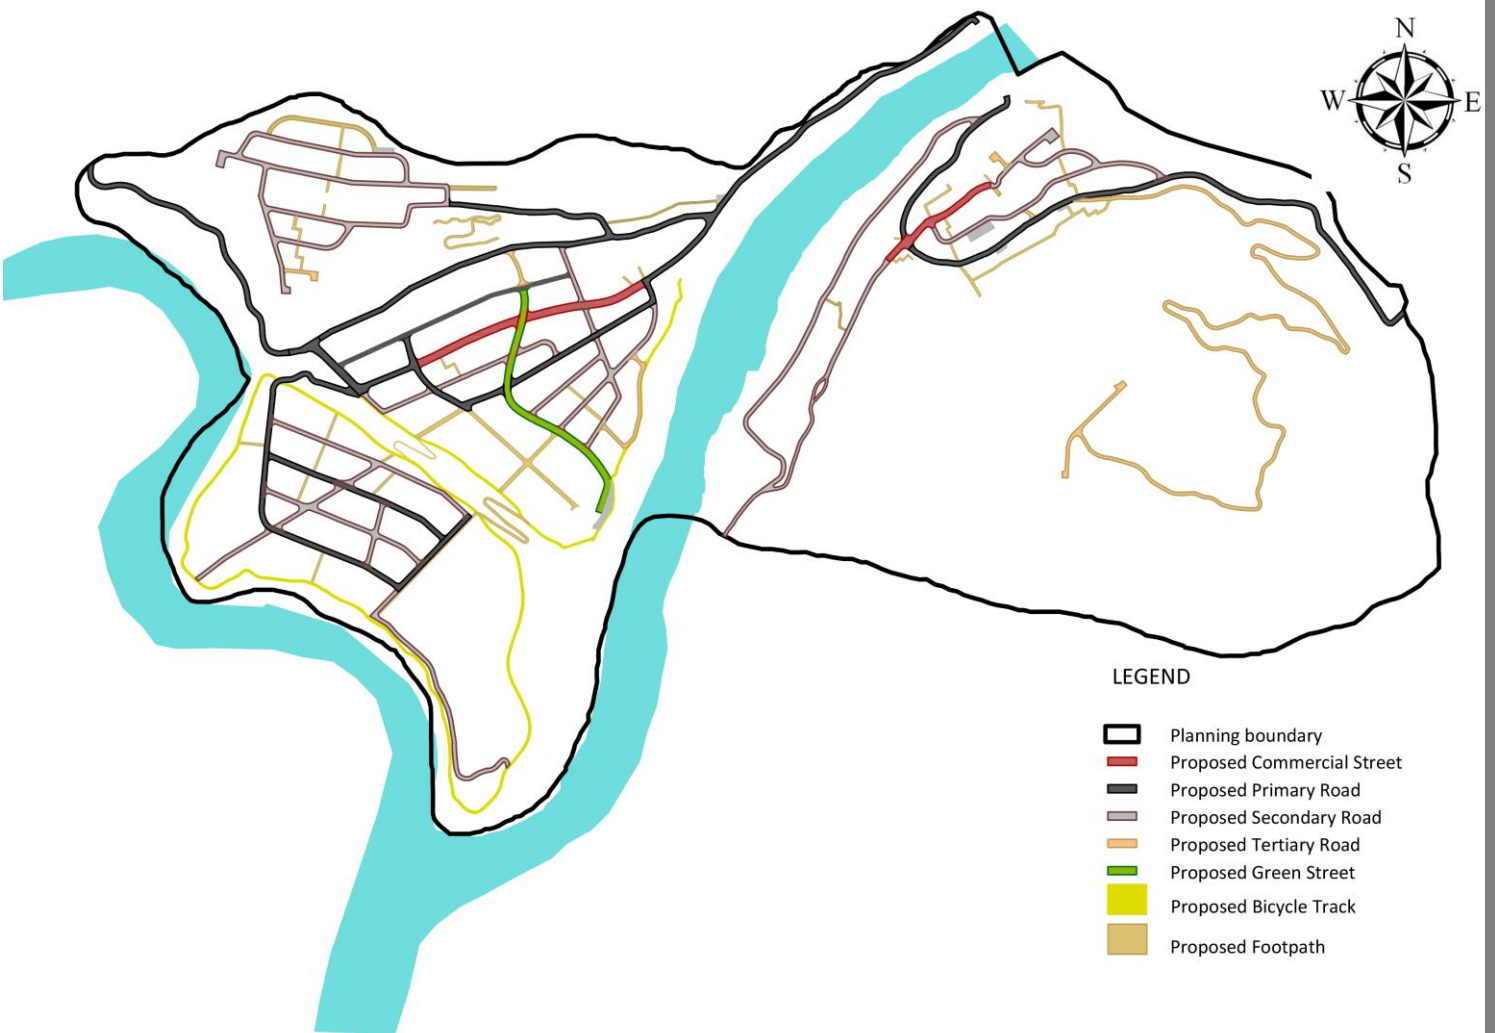 N
W
E
S
LEGEND
Planning boundary
Proposed Commercial Street
Proposed Primary Road
Proposed Secondary Road
Proposed Tertiary Road
Proposed Green Street
Proposed Bicycle Track
Proposed Footpath